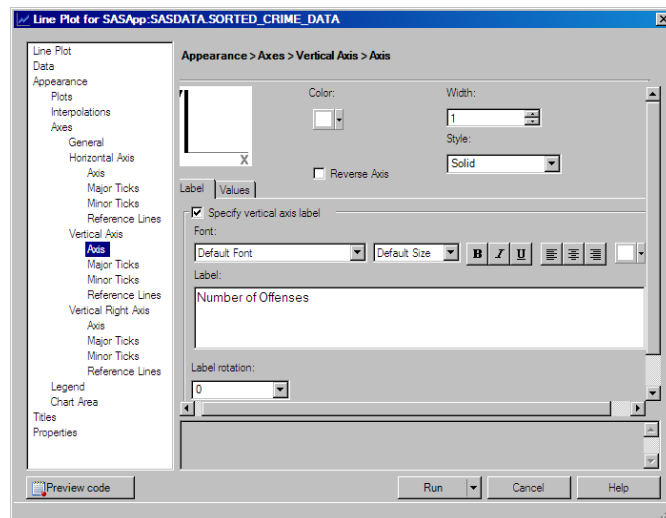 Line Plot for SASApp:SASDATA.SORTED_CRIME_DATA
Line Plot
Data
Appearance
Plots
Interpolations
Axes
General
Horizontal Axis
Axis
Major Ticks
Minor Ticks
Reference Lines
Vertical Axis
Axis
Major Ticks
Minor Ticks
Reference Lines
Vertical Right Axis
Axis
Major Ticks
Minor Ticks
Reference Lines
Legend
Chart Area
Titles
Properties
Appearance > Axes > Vertical Axis > Axis
X
Color:
Width:
1
Style:
Solid
Reverse Axis
Label Values
Specify vertical axis label
Font:
Default Font Default Size B I U
Label:
Number of Offenses
Label rotation:
0
Preview code Run Cancel Help